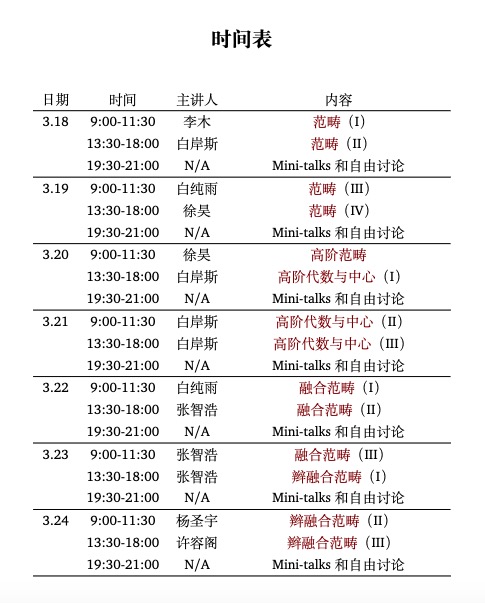 时间表
日期 时间 主讲人 内容
3.18 9:00-11:30 李木 范畴（I）
13:30-18:00 白岸斯 范畴（II）
19:30-21:00 N/A Mini-talks 和自由讨论
3.19 9:00-11:30 白纯雨 范畴（III）
13:30-18:00 徐昊 范畴（IV）
19:30-21:00 N/A Mini-talks 和自由讨论
3.20 9:00-11:30 徐昊 高阶范畴
13:30-18:00 白岸斯 高阶代数与中心（I）
19:30-21:00 N/A Mini-talks 和自由讨论
3.21 9:00-11:30 白岸斯 高阶代数与中心（II）
13:30-18:00 白岸斯 高阶代数与中心（III）
19:30-21:00 N/A Mini-talks 和自由讨论
3.22 9:00-11:30 白纯雨 融合范畴（I）
13:30-18:00 张智浩 融合范畴（II）
19:30-21:00 N/A Mini-talks 和自由讨论
3.23 9:00-11:30 张智浩 融合范畴（III）
13:30-18:00 张智浩 辫融合范畴（I）
19:30-21:00 N/A Mini-talks 和自由讨论
3.24 9:00-11:30 杨圣宇 辫融合范畴（II）
13:30-18:00 许容阁 辫融合范畴（III）
19:30-21:00 N/A Mini-talks 和自由讨论